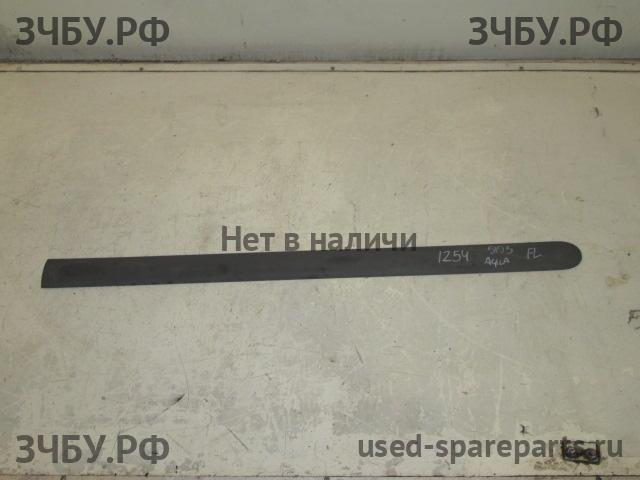 ЗЧБУ.РФ ЗЧБУ.РФ
Нет в наличи
1254 FL
ЗЧБУ.РФ used-spareparts.ru